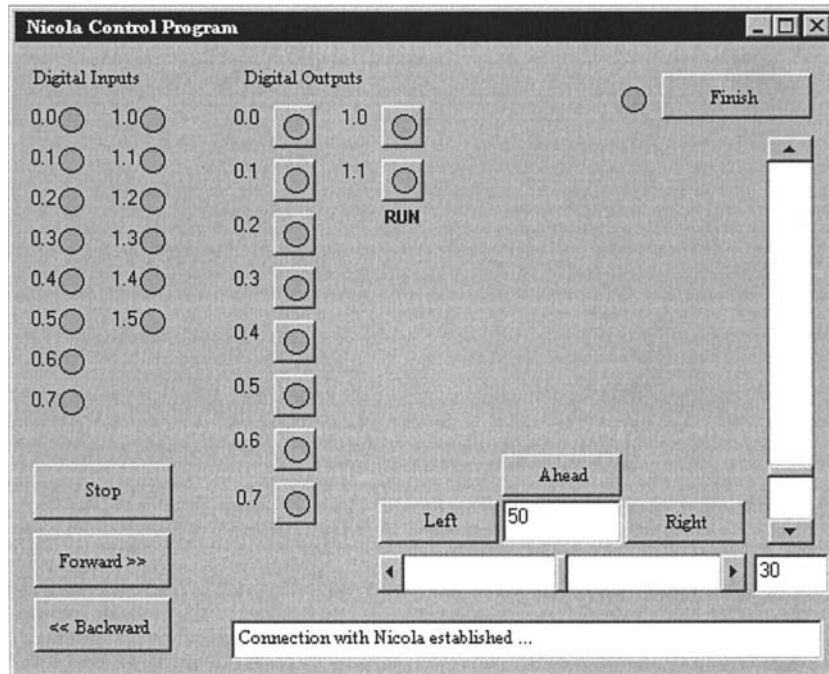 Nicola Control Program
Digital Inputs
Digital Outputs
Finish
0.0 1.0
0.1 1.1
0.2 1.2
0.3 1.3
0.4 1.4
0.5 1.5
0.6
0.7
0.0 1.0
0.1 1.1
RUN
0.2
0.3
0.4
0.5
0.6
0.7
Stop
Forward >>
<< Backward
Ahead
Left 50 Right
30
Connection with Nicola established ...